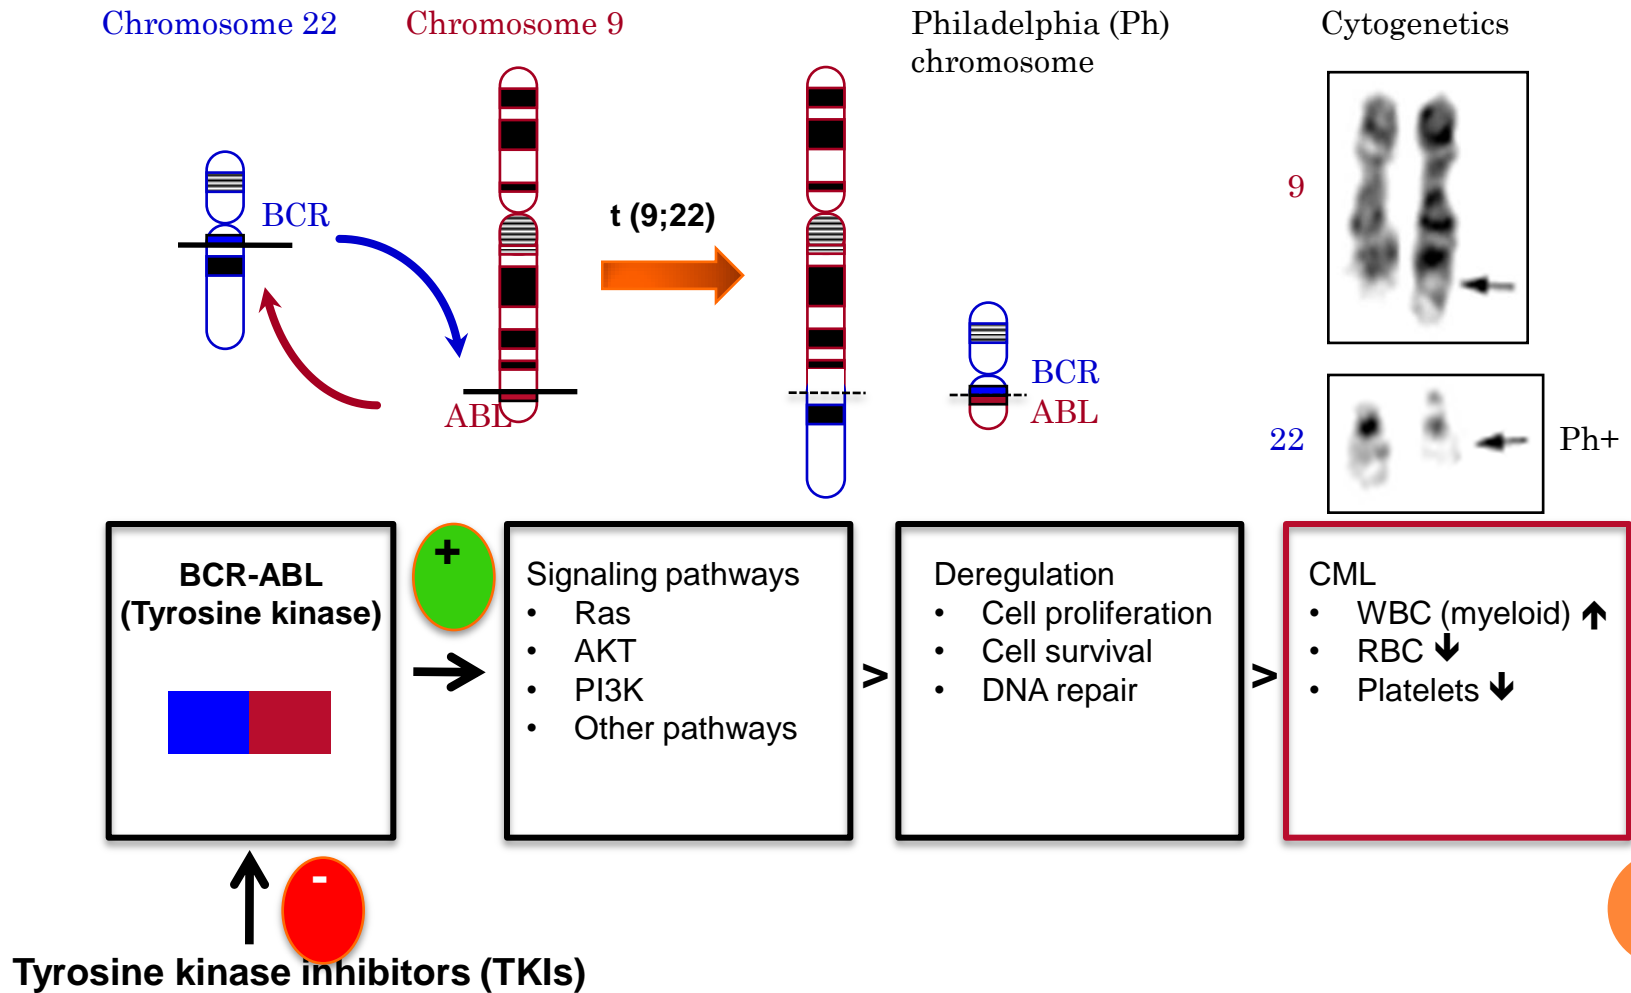 Chromosome 22
Chromosome 9
Philadelphia (Ph)
chromosome
Cytogenetics
BCR
ABL
t (9;22)
BCR
ABL
9
22
Ph+
BCR-ABL
(Tyrosine kinase)
+
Signaling pathways
• Ras
• AKT
• PI3K
• Other pathways
>
Deregulation
• Cell proliferation
• Cell survival
• DNA repair
>
CML
• WBC (myeloid) 🡩
• RBC 🡫
• Platelets 🡫
-
Tyrosine kinase inhibitors (TKIs)